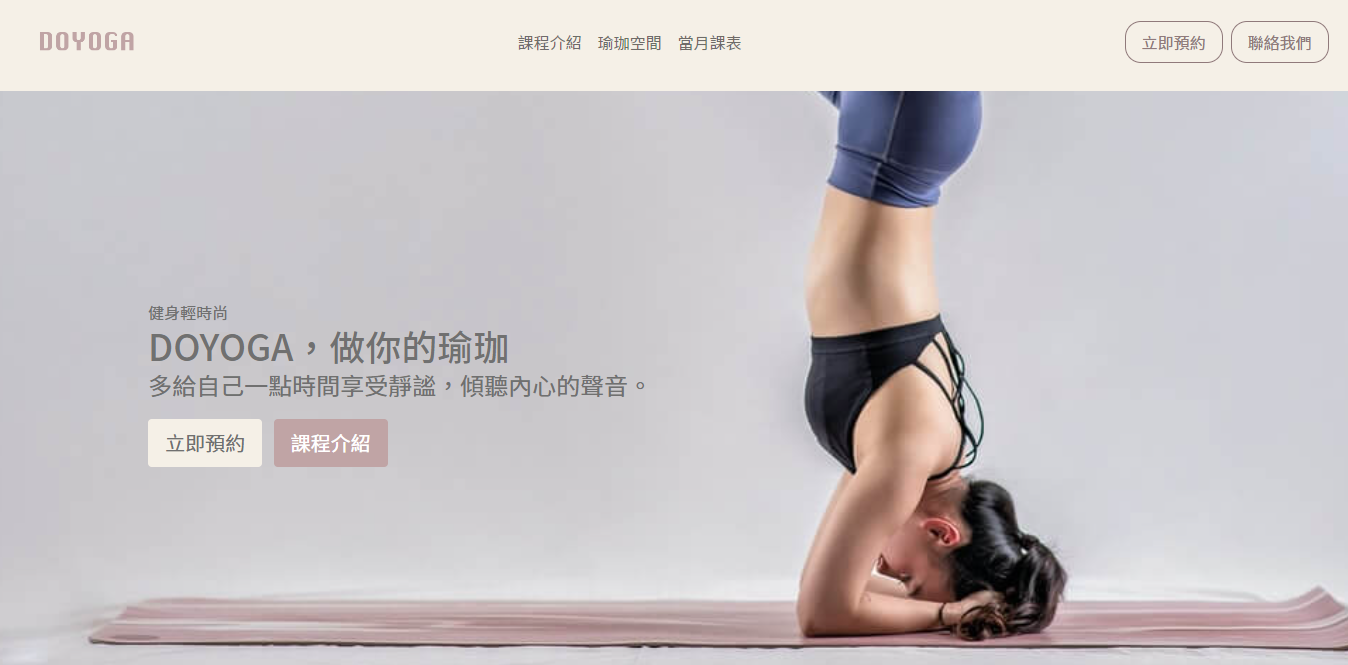 DOYOGA
課程介紹 瑜珈空間 當月課表
立即預約 聯絡我們
健身輕時尚
DOYOGA，做你的瑜珈
多給自己一點時間享受靜謐，傾聽內心的聲音。
立即預約 課程介紹